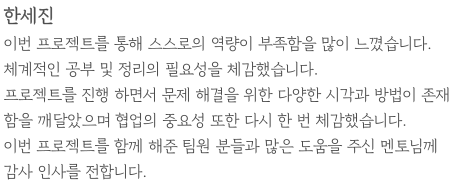 한세진
이번 프로젝트를 통해 스스로의 역량이 부족함을 많이 느꼈습니다.
체계적인 공부 및 정리의 필요성을 체감했습니다.
프로젝트를 진행 하면서 문제 해결을 위한 다양한 시각과 방법이 존재
함을 깨달았으며 협업의 중요성 또한 다시 한 번 체감했습니다.
이번 프로젝트를 함께 해준 팀원 분들과 많은 도움을 주신 멘토님께
감사 인사를 전합니다.